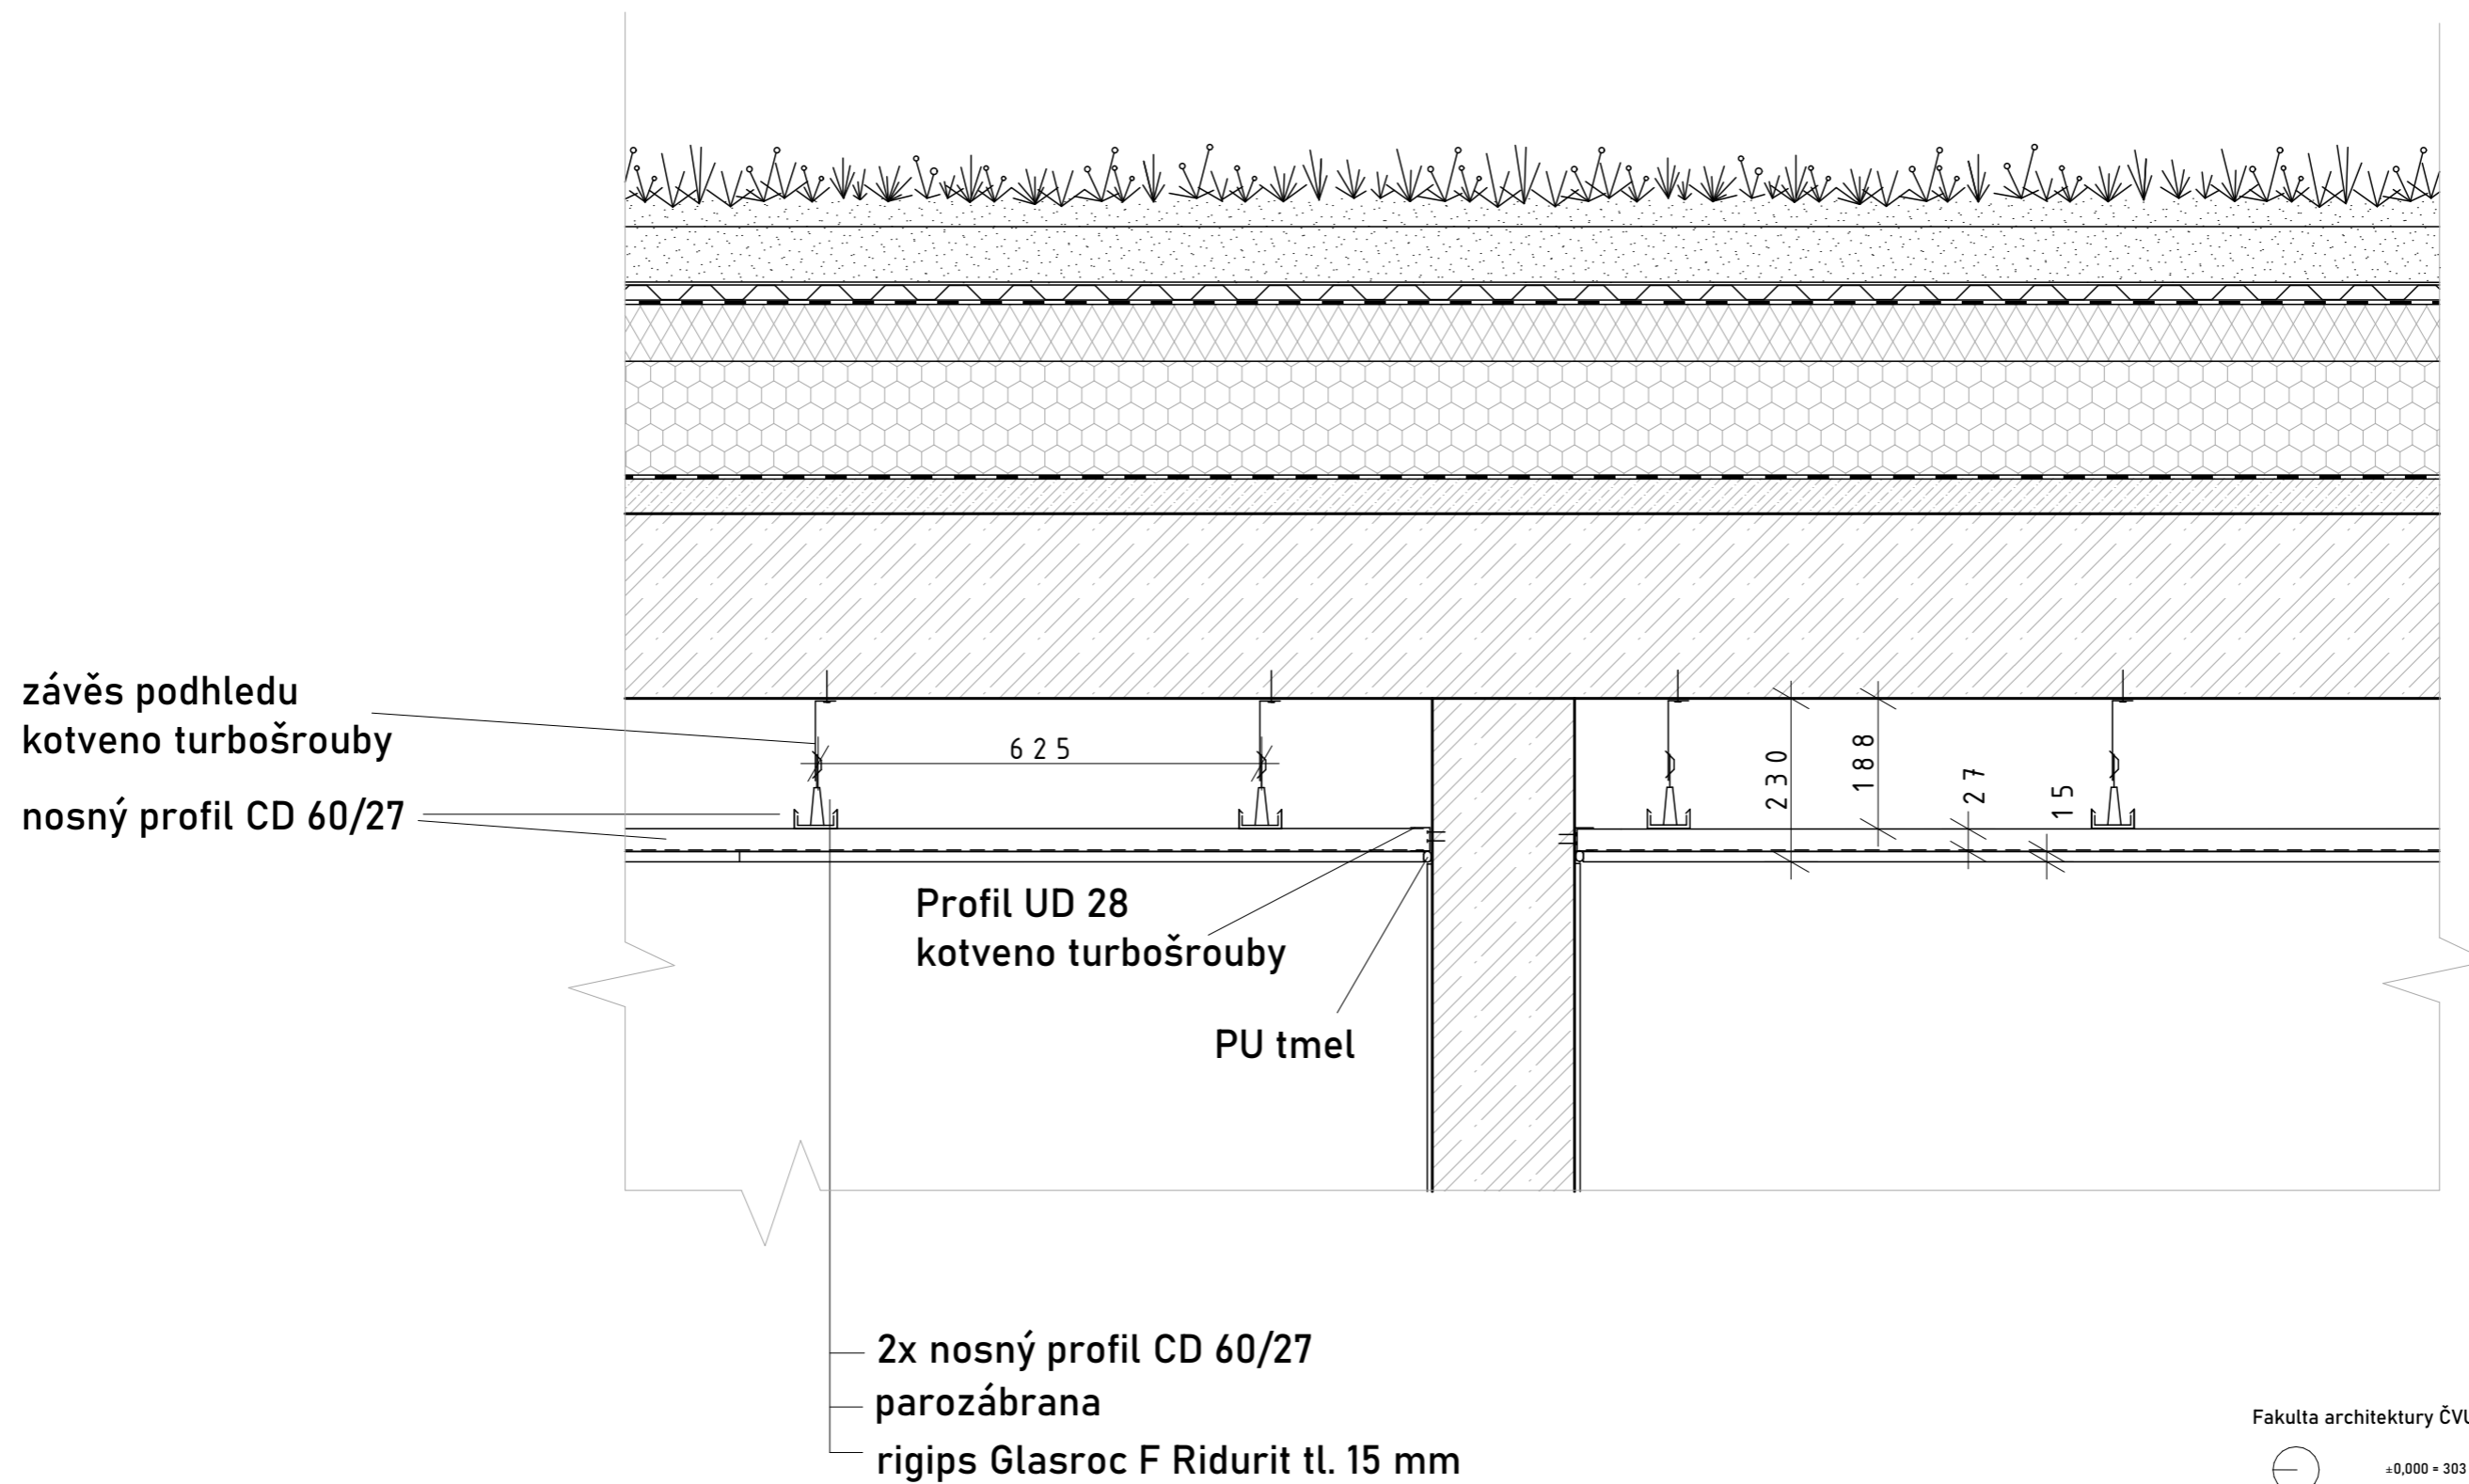 závěs podhledu
kotveno turbošrouby
625
230
188
27
15
nosný profil CD 60/27
Profil UD 28
kotveno turbošrouby
PU tmel
2x nosný profil CD 60/27
parozábrana
rigips Glasroc F Ridurit tl. 15 mm
Fakulta architektury
±0,000 = 303